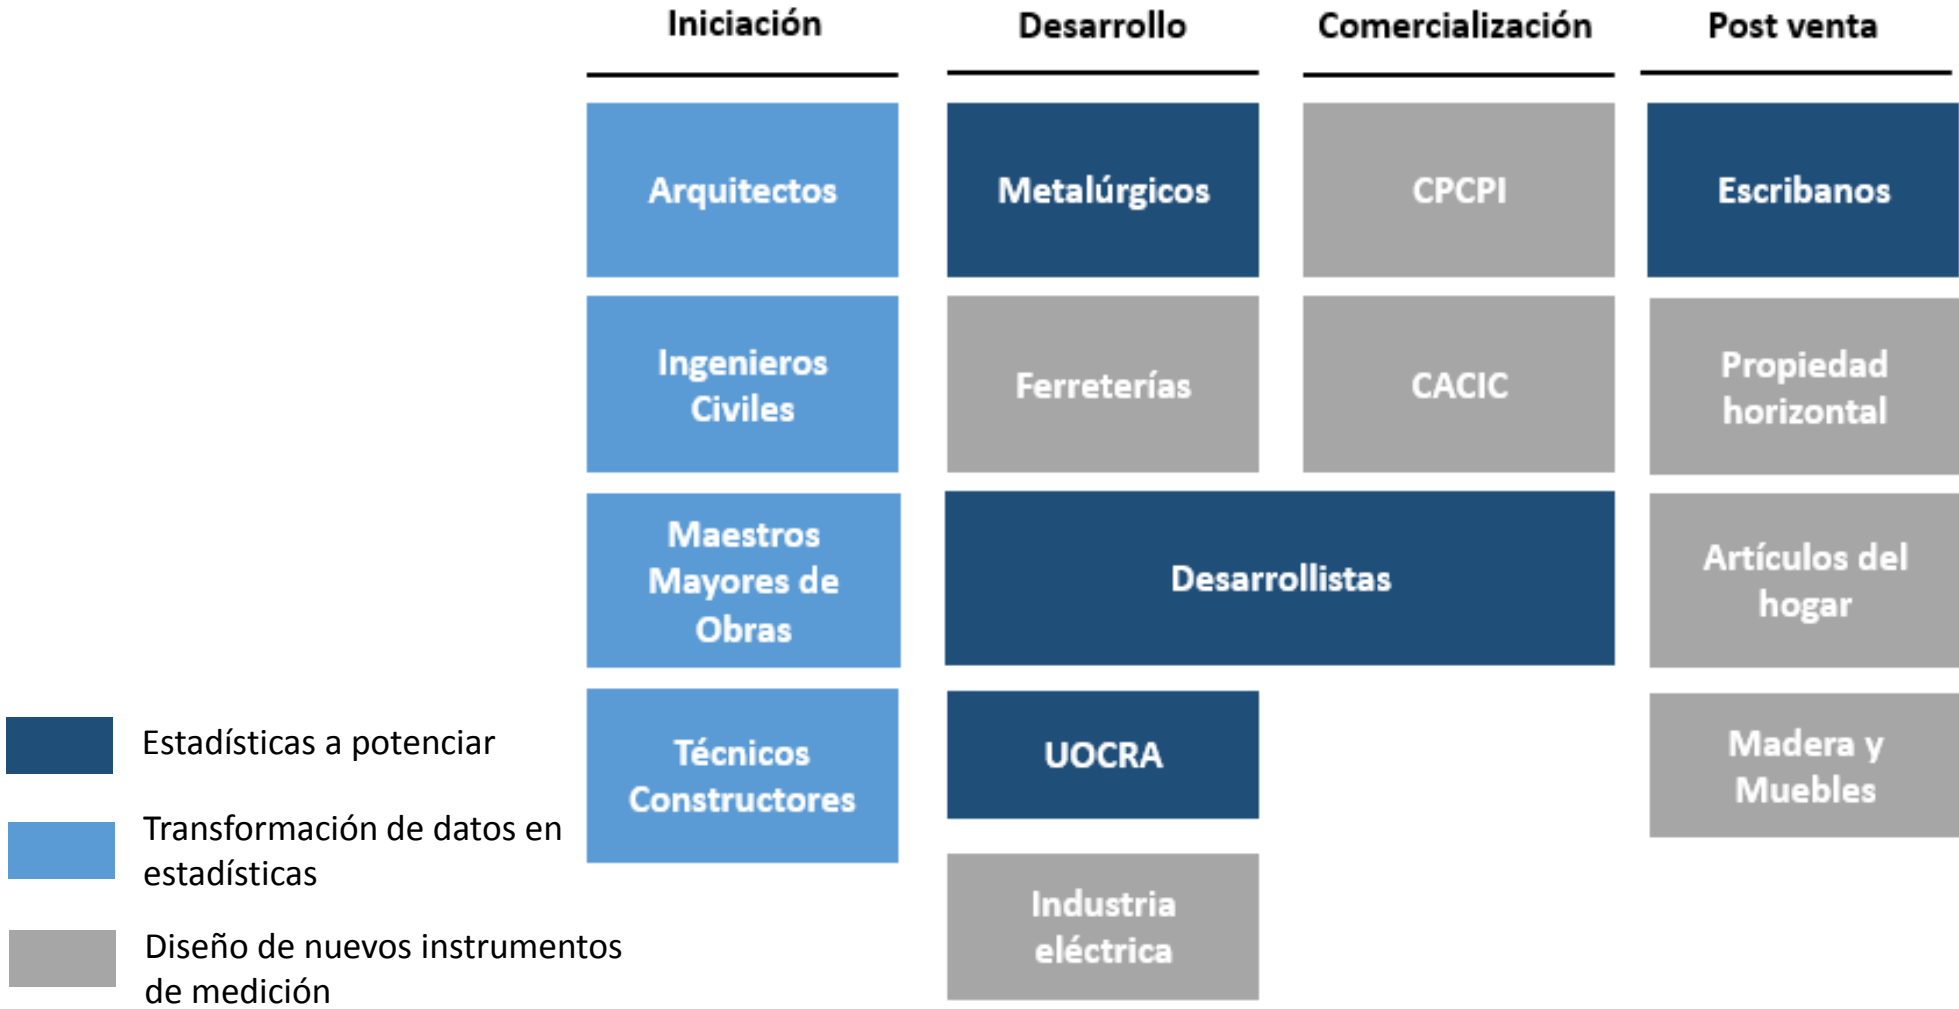 Iniciación
Desarrollo
Comercialización
Post venta
Arquitectos
Metalúrgicos
CPCPI
Escribanos
Ingenieros
Civiles
Ferreterías
CACIC
Propiedad
horizontal
Maestros
Mayores de
Obras
Desarrollistas
Artículos del
hogar
Técnicos
Constructores
UOCRA
Madera y
Muebles
Industria
eléctrica
Estadísticas a potenciar
Transformación de datos en
estadísticas
Diseño de nuevos instrumentos
de medición